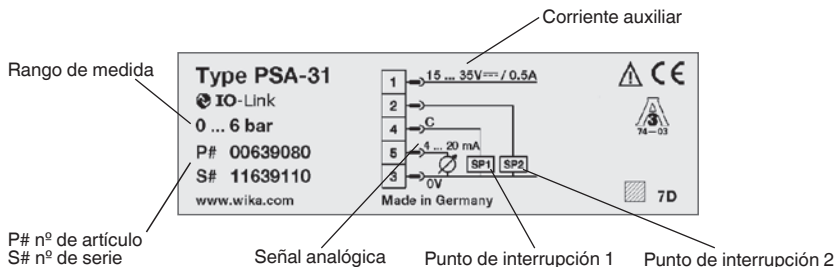 Corriente auxiliar
Rango de medida
Type PSA-31
IO-Link
0 ... 6 bar
P# 00639080
S# 11639110
www.wika.com
1
15 ... 35V / 0.5A
2
4
C
5
4 ... 20 mA
SP1
SP2
3
0V
Made in Germany
CE
3
74-03
7D
P# nº de artículo
S# nº de serie
Señal analógica
Punto de interrupción 1
Punto de interrupción 2